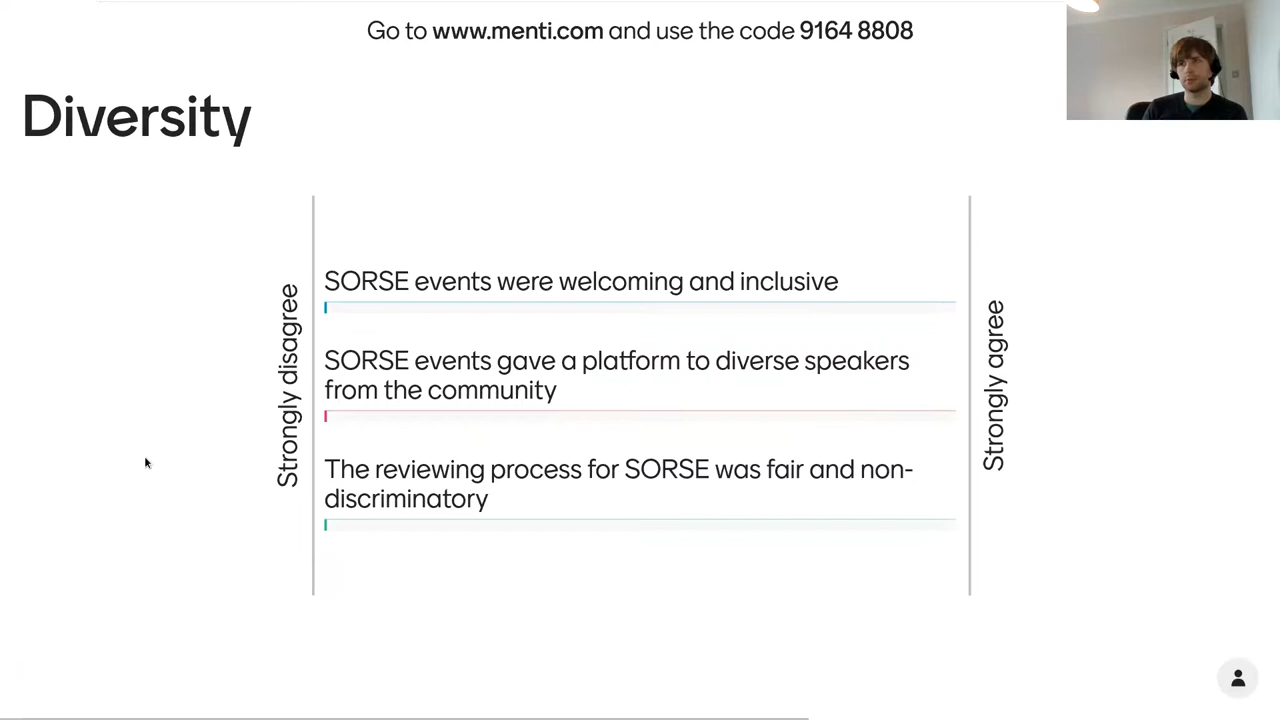 Go to www.menti.com and use the code 9164 8808
Diversity
Strongly disagree
SORSE events were welcoming and inclusive
SORSE events gave a platform to diverse speakers
from the community
The reviewing process for SORSE was fair and non-
discriminatory
Strongly agree